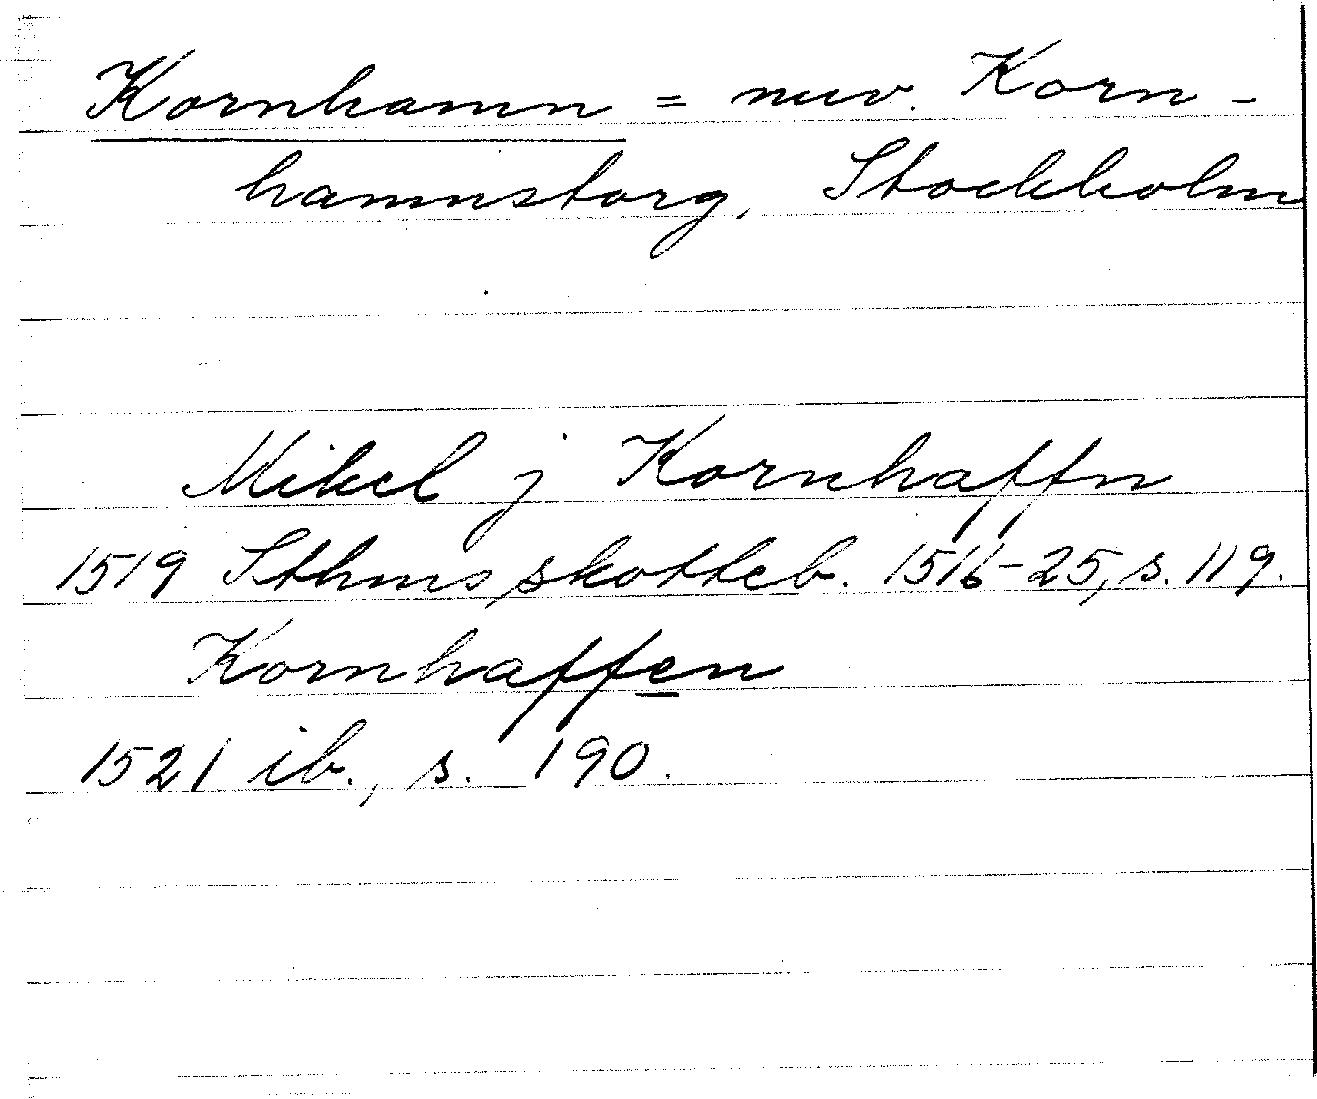 Kornhamn = nuv. Korn-
hamnstorg, Stockholm
Mikel j Kornhaffn
1519 Sthms skotteb. 1516-25, s. 119.
Kornhaffen
1521 ib., s. 190.